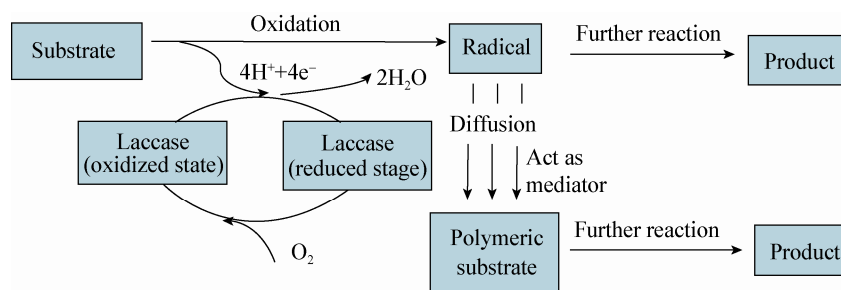 Oxidation
Substrate
Radical
Further reaction
Product
4H⁺+4e⁻
2H₂O
Laccase
(oxidized state)
Laccase
(reduced stage)
Diffusion
Act as
mediator
O₂
Polymeric
substrate
Further reaction
Product